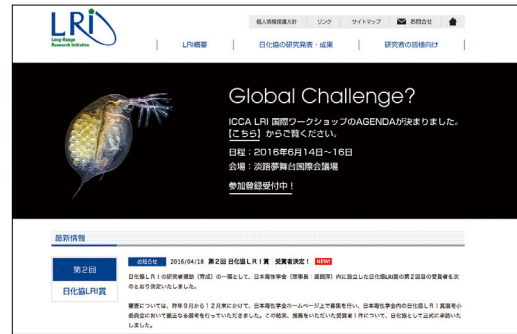 LRI
Long-Range
Research Initiative
個人情報保護方針 リンク サイトマップ お問合せ
LRI概要 日化協の研究発表・成果 研究者の皆様向け
Global Challenge?
ICCA LRI 国際ワークショップのAGENDAが決まりました。
【こちら】からご覧ください。
日程：2016年6月14日～16日
会場：淡路夢舞台国際会議場
参加登録受付中！
最新情報
第2回
日化協LRI賞
お知らせ 2016/04/18 第2回 日化協ＬＲＩ賞 受賞者決定！ NEW!
日化協ＬＲＩの研究者奨励（育成）の一環として、日本毒性学会（理事長：眞鍋淳）内に設立した日化協LRI賞の第2回目の受賞者を次
のとおり決定いたしました。
審査については、昨年９月から１２月末にかけて、日本毒性学会ホームページ上で募集を行い、日本毒性学会内の日化協ＬＲＩ賞選考小
委員会において厳正なる選考を行っていただきました。この結果、推薦をいただいた受賞者１件について、日化協として正式に承認いた
しました。